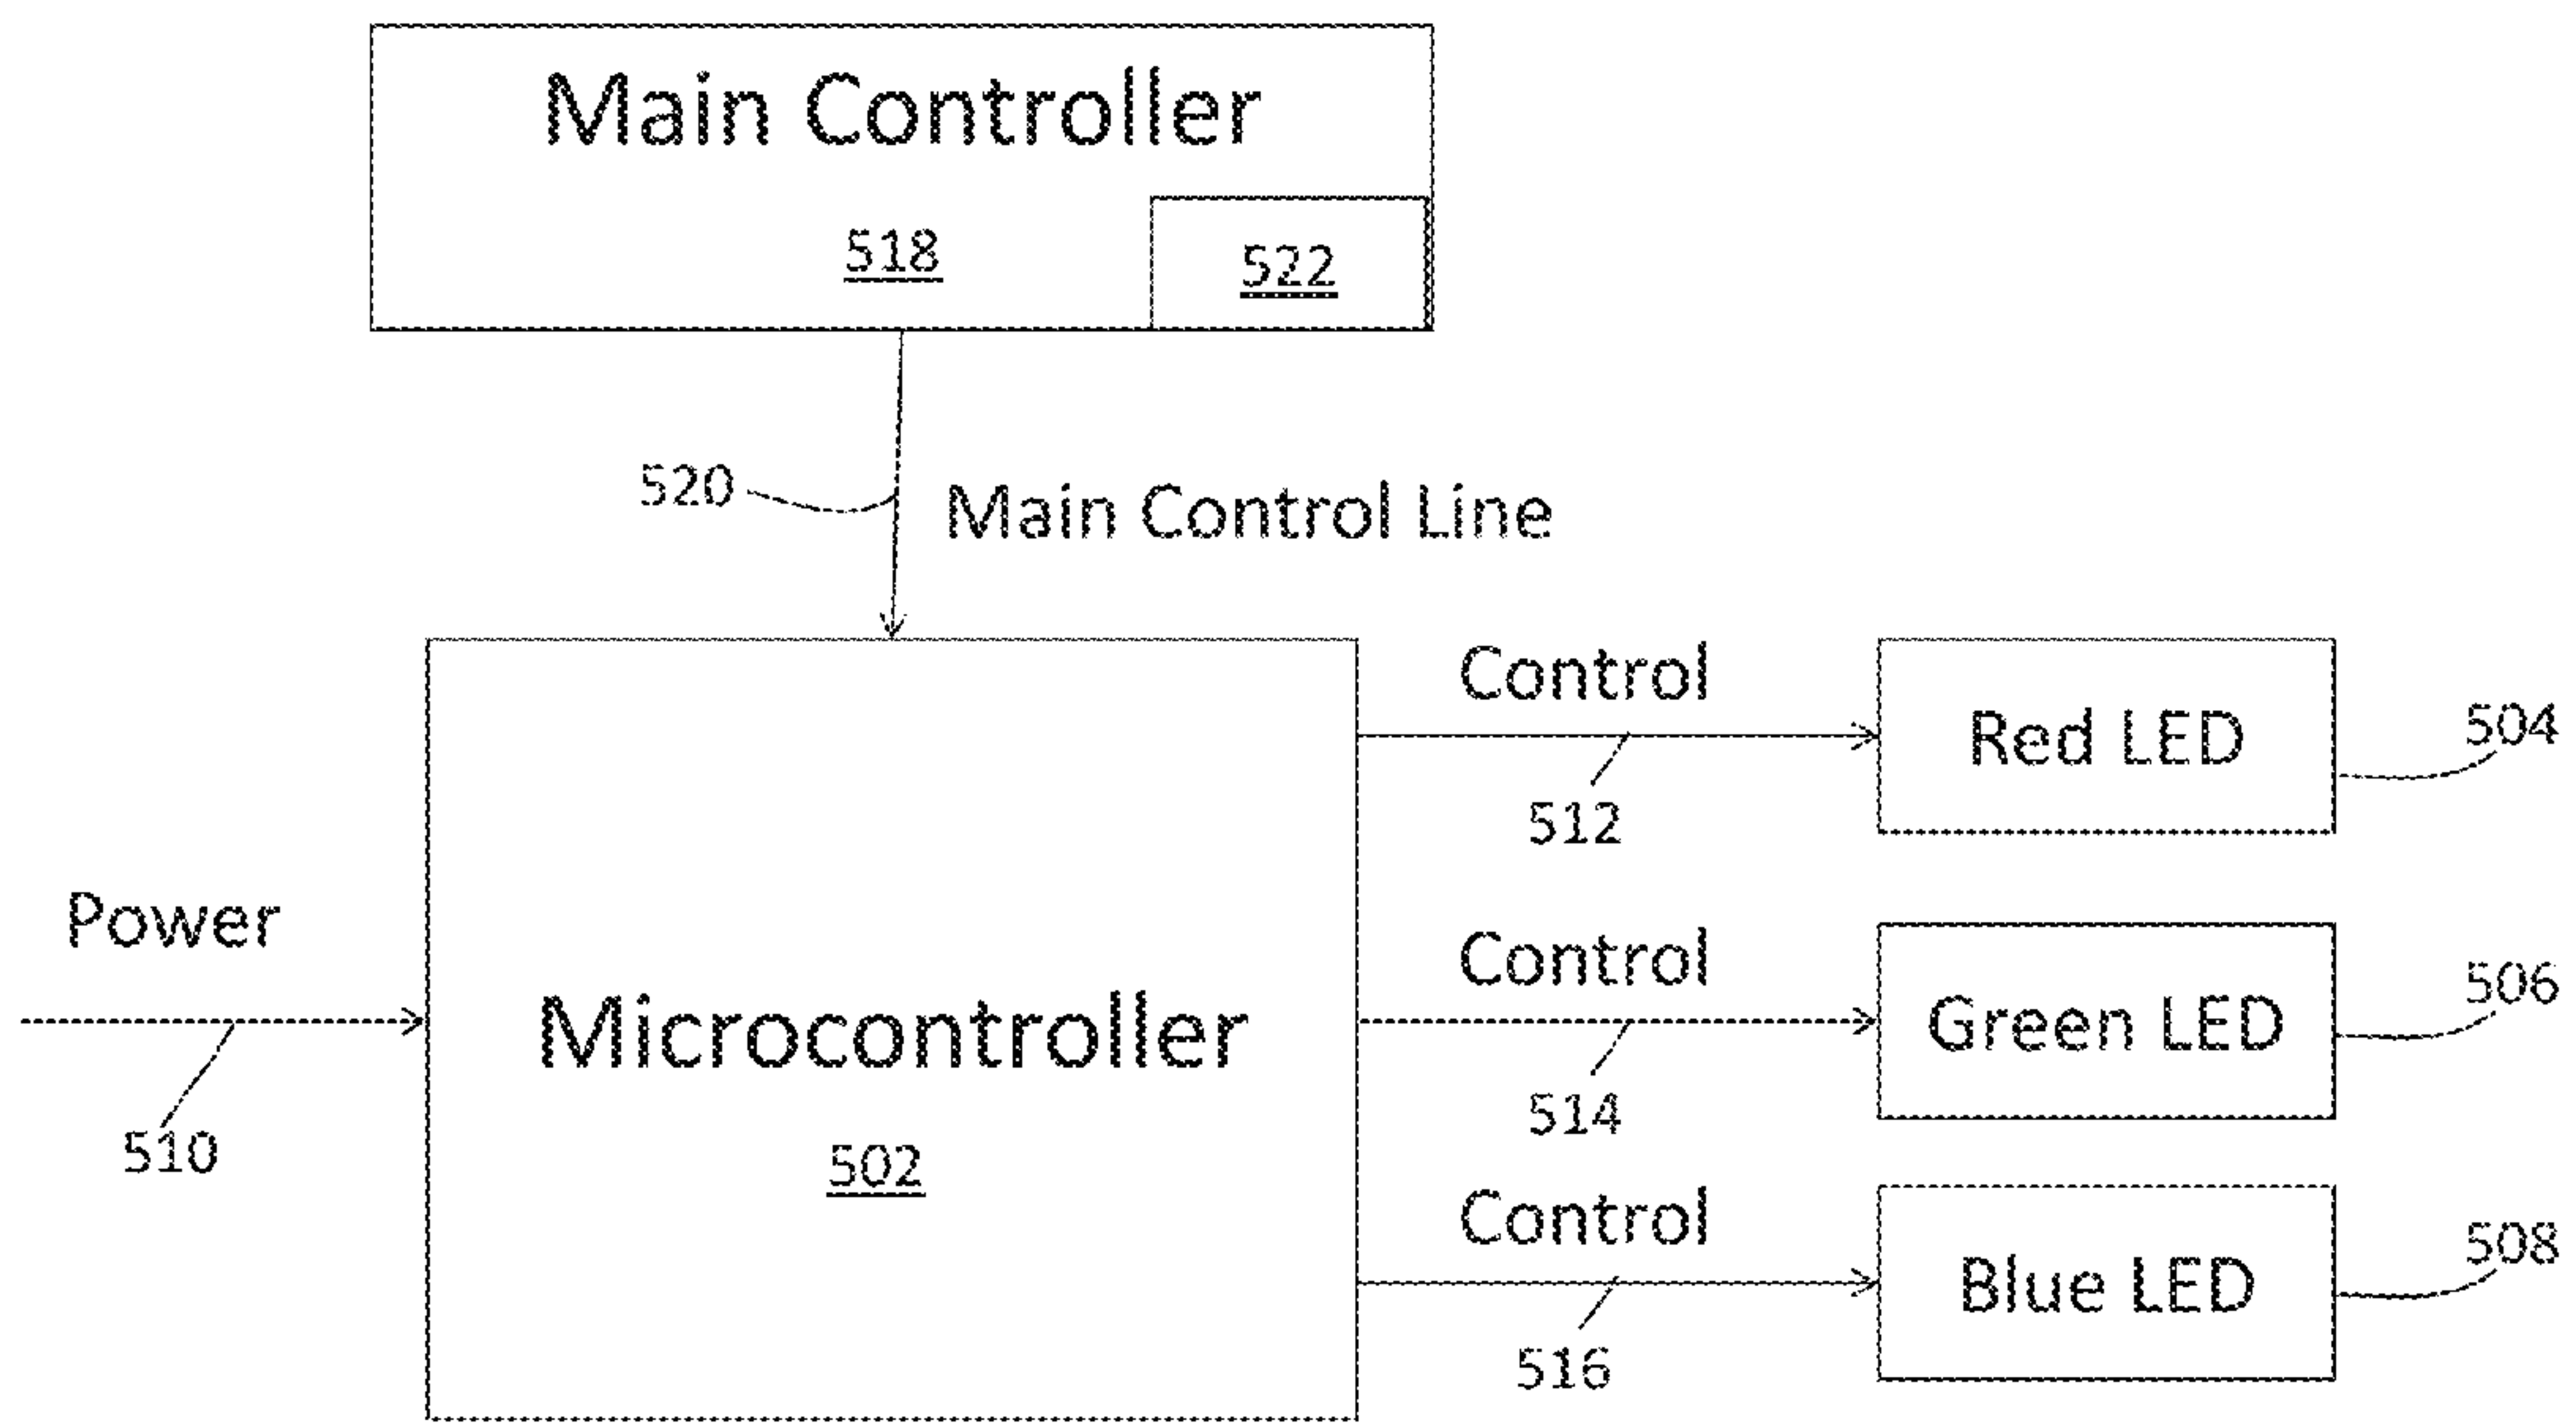 Main Controller
518
522
520
Main Control Line
Control
Red LED
504
512
Power
Control
Green LED
506
510
Microcontroller
502
514
Control
Blue LED
508
516